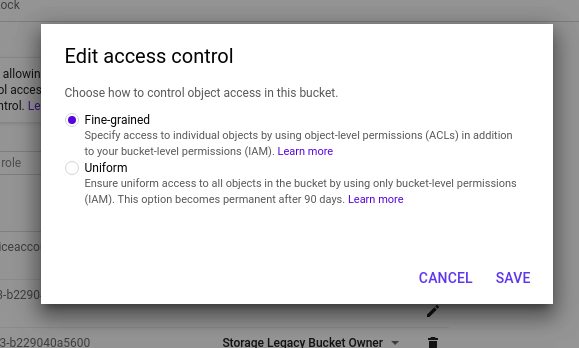 ock
Edit access control
allowin
Choose how to control object access in this bucket.
ol acces
ntrol. Le
Fine-grained
Specify access to individual objects by using object-level permissions (ACLs) in addition
to your bucket-level permissions (IAM). Learn more
role
Uniform
Ensure uniform access to all objects in the bucket by using only bucket-level permissions
(IAM). This option becomes permanent after 90 days. Learn more
iceacco
CANCEL SAVE
3-b2290
3-b229040a5600 Storage Legacy Bucket Owner